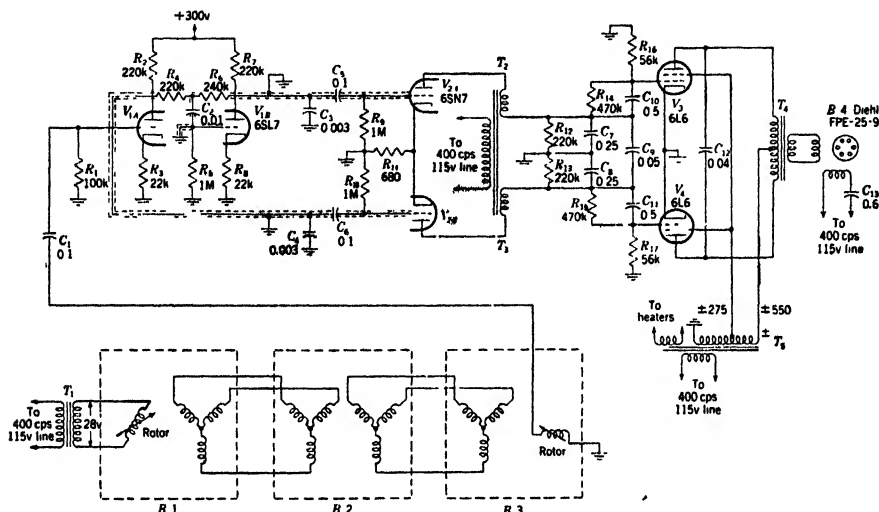 +300v
R2
220k
R4
220k
R6
240k
R7
220k
C5
0 1
V2A
6SN7
T2
R16
56k
V1A
C2
0.01
V1B
6SL7
C3
0.003
R9
1M
R11
680
R10
1M
To
400 cps
115v line
R14
470k
R12
220k
R13
220k
C7
0 25
C8
0 25
C10
0 5
C9
0 05
C11
0 5
V3
6L6
V4
6L6
C12
0 04
T4
B 4 Diehl
FPE-25-9
C13
0.6
To
400 cps
115v line
R1
100k
R3
22k
R5
1M
R8
22k
C4
0.003
C6
0 1
T3
R15
470k
R17
56k
C1
0 1
To
heaters
±275
±550
±
T5
To
400 cps
115v line
T1
To
400 cps
115v line
28v
Rotor
Rotor
B 1
B 2
B 3